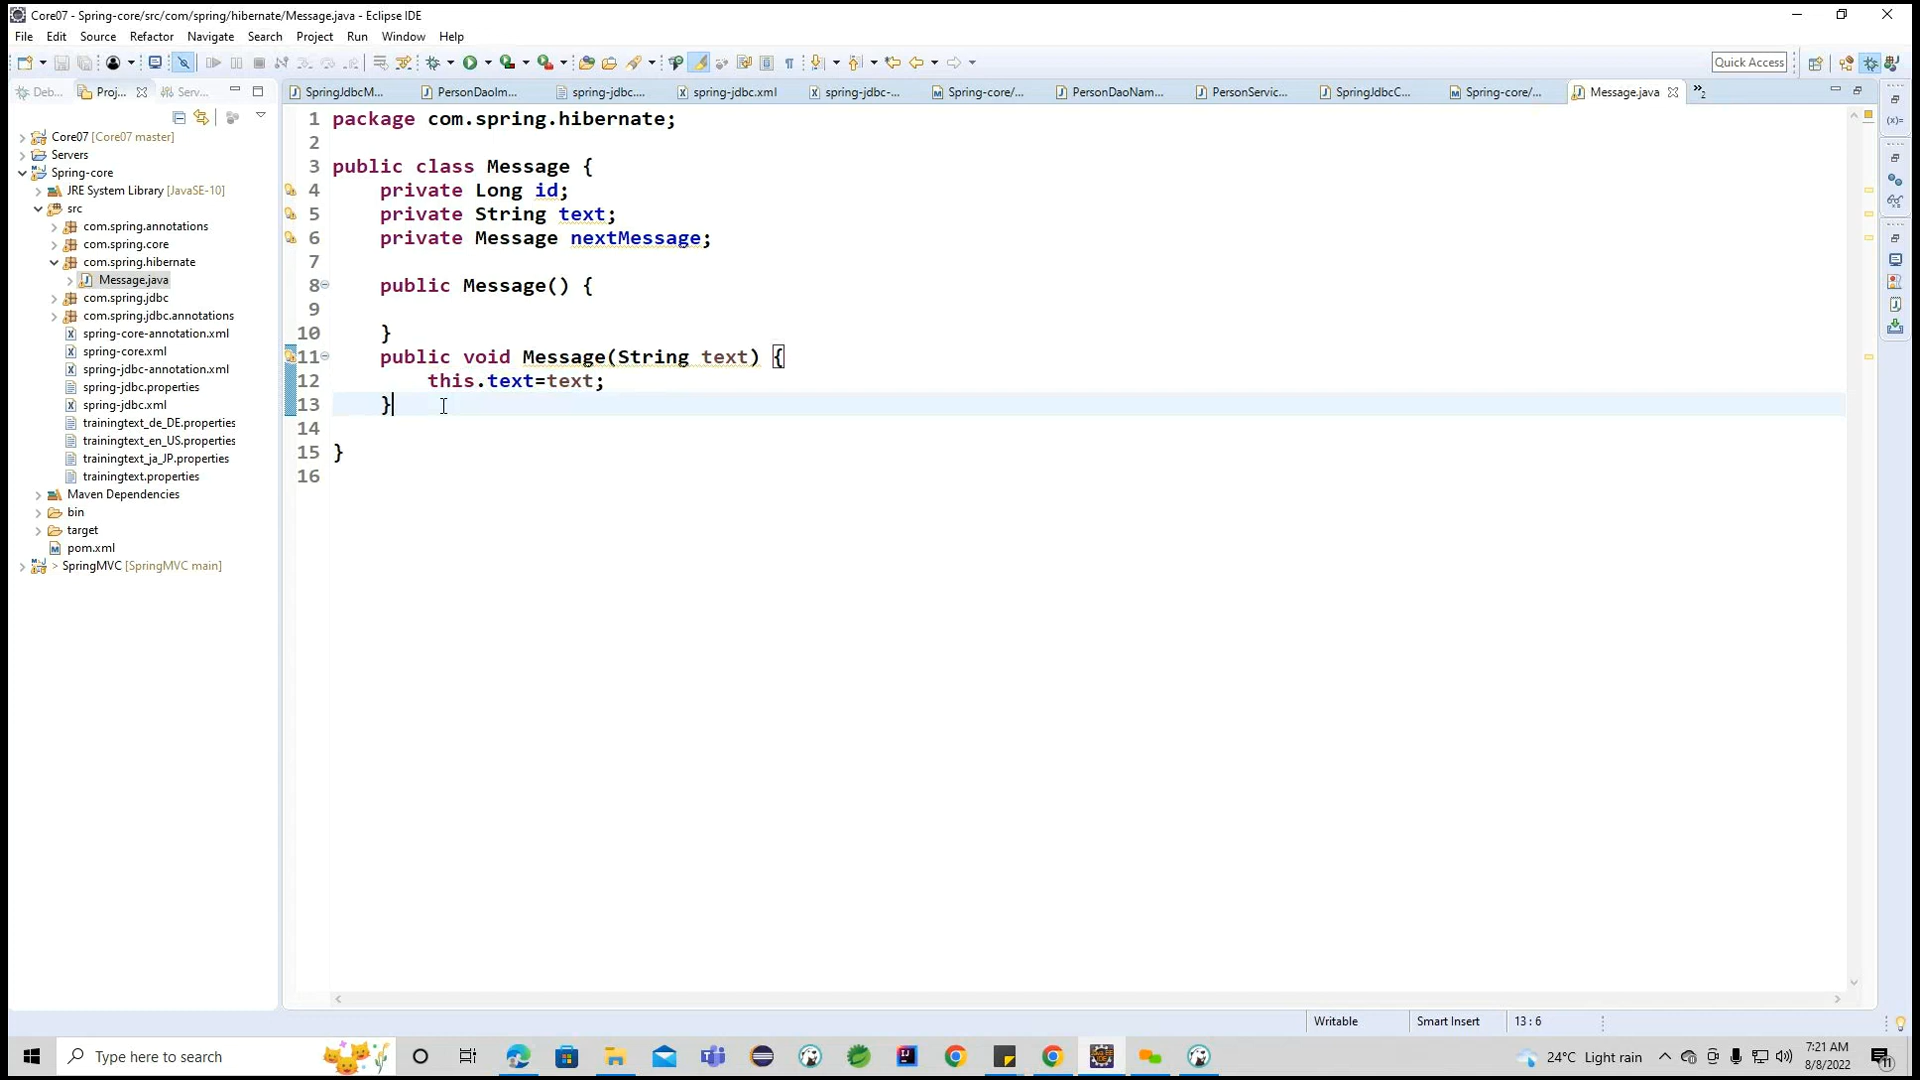 Core07 - Spring-core/src/com/spring/hibernate/Message.java - Eclipse IDE
File Edit Source Refactor Navigate Search Project Run Window Help
Quick Access
Deb... Proj... Serv...
SpringJdbcM... PersonDaoIm... spring-jdbc.... spring-jdbc.xml spring-jdbc-... Spring-core/... PersonDaoNam... PersonServic... SpringJdbcC... Spring-core/... Message.java »2
Core07 [Core07 master]
Servers
Spring-core
JRE System Library [JavaSE-10]
src
com.spring.annotations
com.spring.core
com.spring.hibernate
Message.java
com.spring.jdbc
com.spring.jdbc.annotations
spring-core-annotation.xml
spring-core.xml
spring-jdbc-annotation.xml
spring-jdbc.properties
spring-jdbc.xml
trainingtext_de_DE.properties
trainingtext_en_US.properties
trainingtext_ja_JP.properties
trainingtext.properties
Maven Dependencies
bin
target
pom.xml
> SpringMVC [SpringMVC main]
1 package com.spring.hibernate;
2
3 public class Message {
4 private Long id;
5 private String text;
6 private Message nextMessage;
7
8 public Message() {
9
10 }
11 public void Message(String text) {
12 this.text=text;
13 }
14
15 }
16
Writable Smart Insert 13 : 6
Type here to search
24°C Light rain
7:21 AM
8/8/2022
11